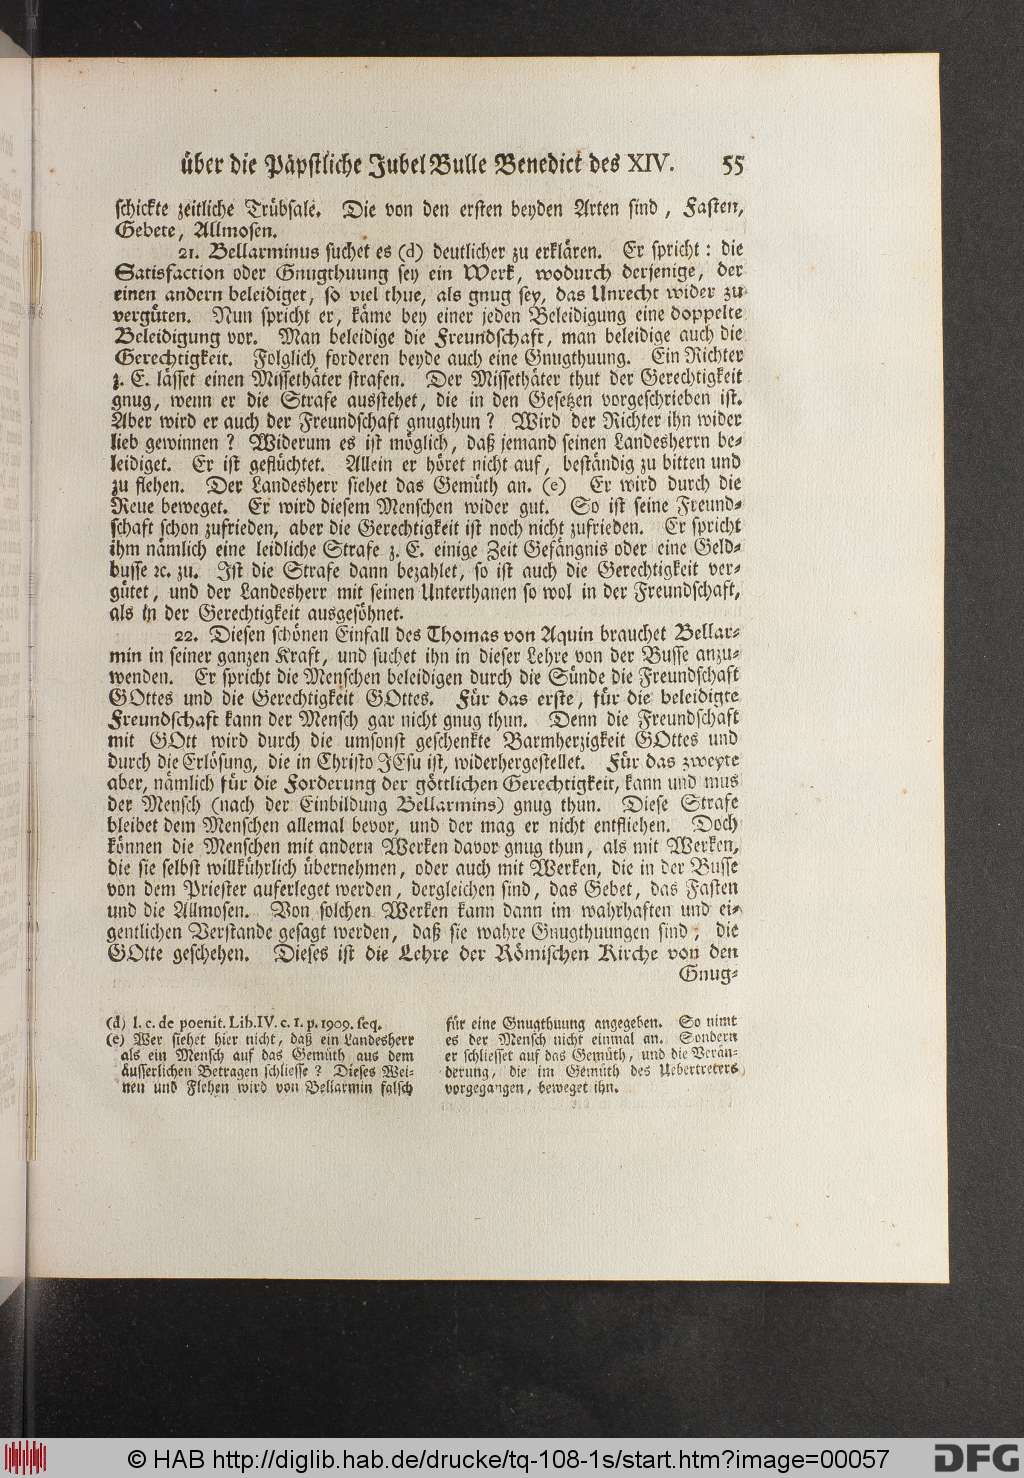 über die Päpstliche Jubel Bulle Benedict des XIV. 55
schickte zeitliche Trübsale. Die von den ersten beyden Arten sind, Fasten,
Gebete, Allmosen.
21. Bellarminus suchet es (d) deutlicher zu erklären. Er spricht: die
Satisfaction oder Gnugthuung sey ein Werk, wodurch derjenige, der
einen andern beleidiget, so viel thue, als gnug sey, das Unrecht wider zu
vergüten. Nun spricht er, käme bey einer jeden Beleidigung eine doppelte
Beleidigung vor. Man beleidige die Freundschaft, man beleidige auch die
Gerechtigkeit. Folglich forderen beyde auch eine Gnugthuung. Ein Richter
z. E. lässet einen Missethäter strafen. Der Missethäter thut der Gerechtigkeit
gnug, wenn er die Strafe ausstehet, die in den Gesetzen vorgeschrieben ist.
Aber wird er auch der Freundschaft gnugthun? Wird der Richter ihn wider
lieb gewinnen? Widerum es ist möglich, daß jemand seinen Landesherrn be-
leidiget. Er ist geflüchtet. Allein er höret nicht auf, beständig zu bitten und
zu flehen. Der Landesherr siehet das Gemüth an. (e) Er wird durch die
Reue beweget. Er wird diesem Menschen wider gut. So ist seine Freund-
schaft schon zufrieden, aber die Gerechtigkeit ist noch nicht zufrieden. Er spricht
ihm nämlich eine leidliche Strafe z. E. einige Zeit Gefängnis oder eine Geld-
busse ꝛc. zu. Ist die Strafe dann bezahlet, so ist auch die Gerechtigkeit ver-
gütet, und der Landesherr mit seinen Unterthanen so wol in der Freundschaft,
als in der Gerechtigkeit ausgesöhnet.
22. Diesen schönen Einfall des Thomas von Aquin brauchet Bellar-
min in seiner ganzen Kraft, und suchet ihn in dieser Lehre von der Busse anzu-
wenden. Er spricht die Menschen beleidigen durch die Sünde die Freundschaft
GOttes und die Gerechtigkeit GOttes. Für das erste, für die beleidigte
Freundschaft kann der Mensch gar nicht gnug thun. Denn die Freundschaft
mit GOtt wird durch die umsonst geschenkte Barmherzigkeit GOttes und
durch die Erlösung, die in Christo JEsu ist, widerhergestellet. Für das zweyte
aber, nämlich für die Forderung der göttlichen Gerechtigkeit, kann und mus
der Mensch (nach der Einbildung Bellarmins) gnug thun. Diese Strafe
bleibet dem Menschen allemal bevor, und der mag er nicht entfliehen. Doch
können die Menschen mit andern Werken davor gnug thun, als mit Werken,
die sie selbst willkührlich übernehmen, oder auch mit Werken, die in der Busse
von dem Priester auferleget werden, dergleichen sind, das Gebet, das Fasten
und die Allmosen. Von solchen Werken kann dann im wahrhaften und ei-
gentlichen Verstande gesagt werden, daß sie wahre Gnugthuungen sind, die
GOtte geschehen. Dieses ist die Lehre der Römischen Kirche von den
Gnug-
(d) l. c. de poenit. Lib. IV. c. 1. p. 1909. seq.
(e) Wer siehet hier nicht, daß ein Landesherr
als ein Mensch auf das Gemüth aus dem
äusserlichen Betragen schliesse? Dieses Wei-
nen und Flehen wird von Bellarmin falsch
für eine Gnugthuung angegeben. So nimt
es der Mensch nicht einmal an. Sondern
er schliesset auf das Gemüth, und die Verän-
derung, die im Gemüth des Uebertreters
vorgegangen, beweget ihn.
© HAB http://diglib.hab.de/drucke/tq-108-1s/start.htm?image=00057
DFG